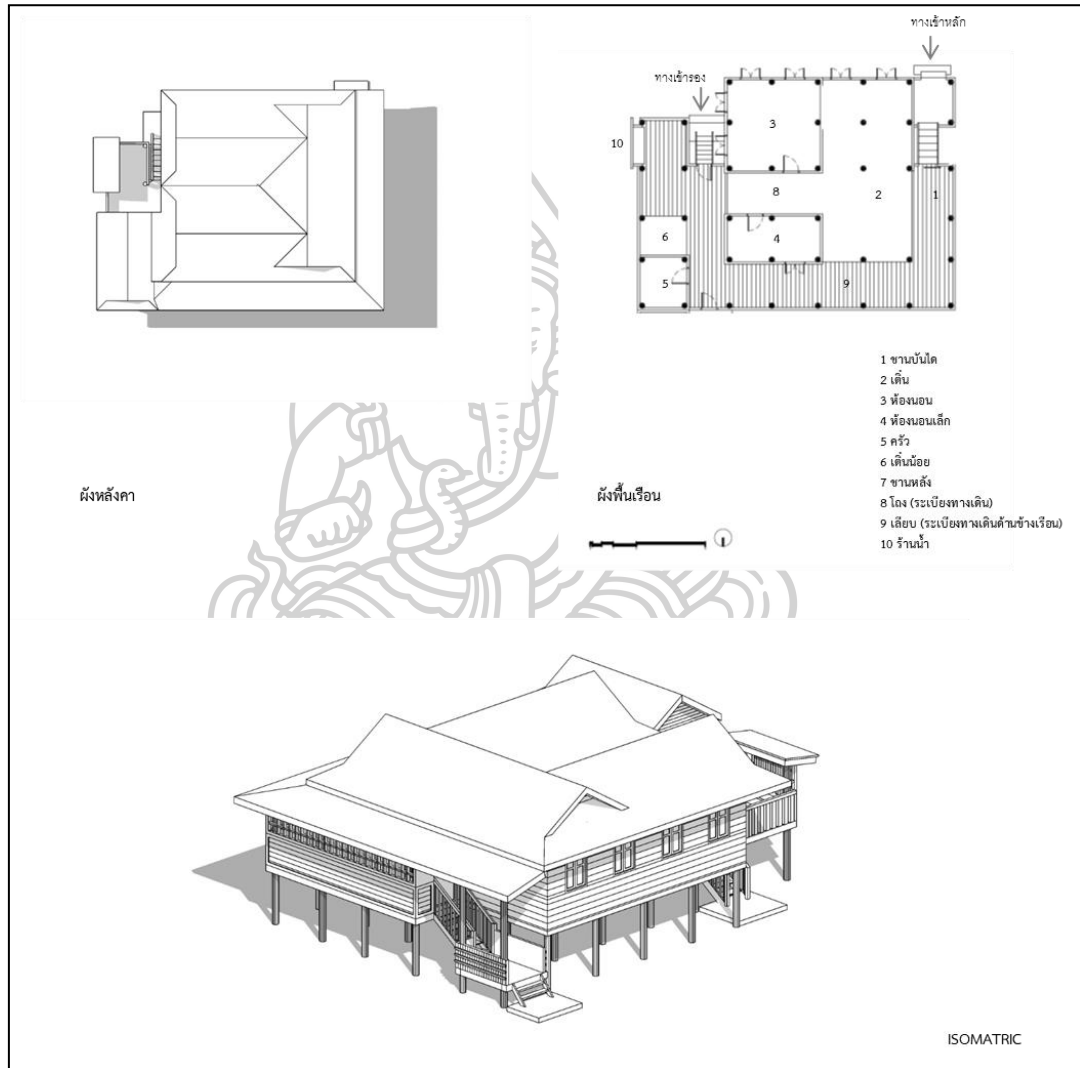 ทางเข้าหลัก
ทางเข้ารอง
3
10
8
2
1
6
4
5
9
1 ชานบันได
2 เติ๋น
3 ห้องนอน
4 ห้องนอนเล็ก
5 ครัว
6 เติ๋นน้อย
7 ชานหลัง
8 โถง (ระเบียงทางเดิน)
9 เลียบ (ระเบียงทางเดินด้านข้างเรือน)
10 ร้านน้ำ
ผังหลังคา
ผังพื้นเรือน
ISOMATRIC